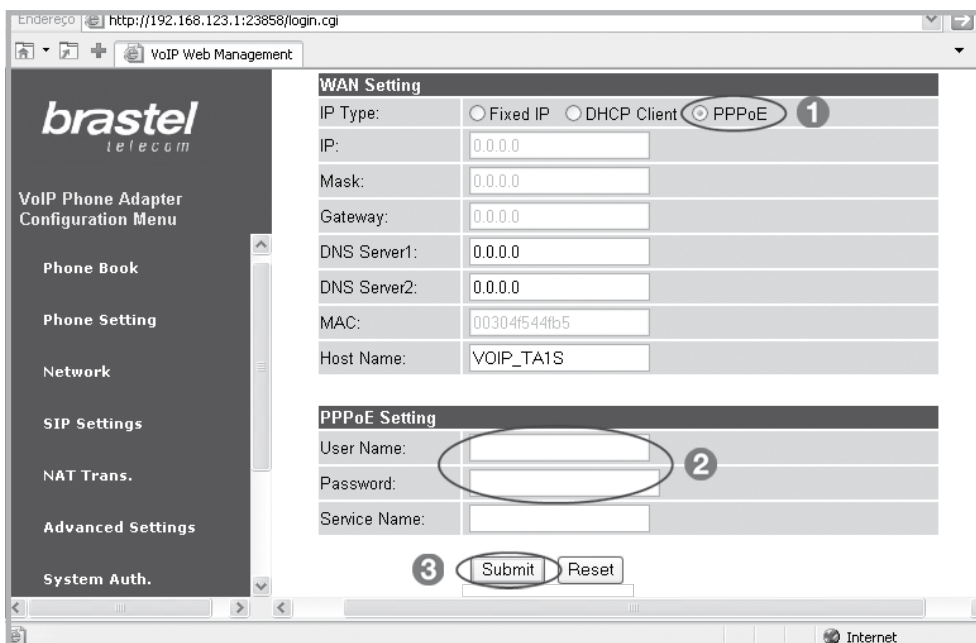 Endereço http://192.168.123.1:23858/login.cgi
VoIP Web Management
brastel
telecom
VoIP Phone Adapter
Configuration Menu
Phone Book
Phone Setting
Network
SIP Settings
NAT Trans.
Advanced Settings
System Auth.
WAN Setting
IP Type: Fixed IP DHCP Client PPPoE 1
IP: 0.0.0.0
Mask: 0.0.0.0
Gateway: 0.0.0.0
DNS Server1: 0.0.0.0
DNS Server2: 0.0.0.0
MAC: 00304f544fb5
Host Name: VOIP_TA1S
PPPoE Setting
User Name:
2
Password:
Service Name:
3 Submit Reset
Internet